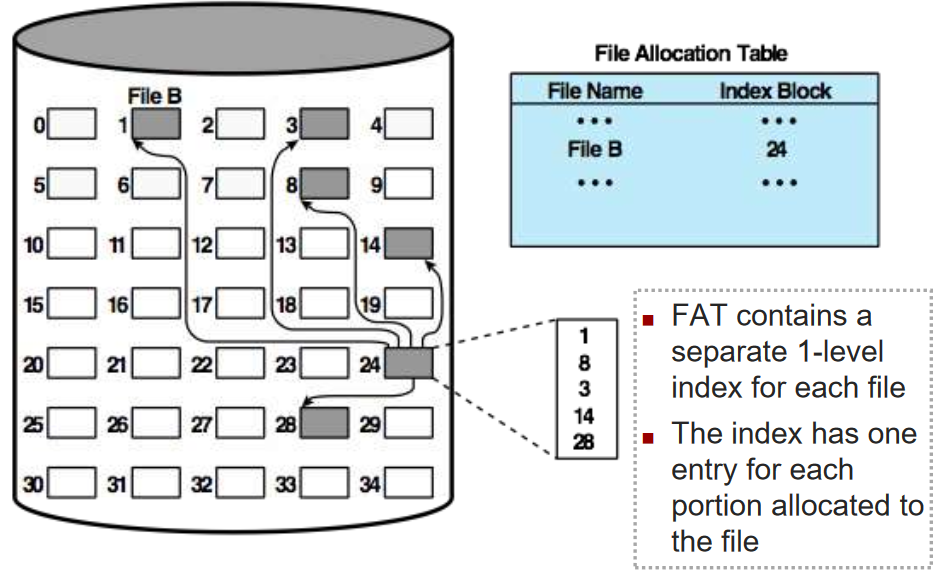 File Allocation Table
File Name Index Block
••• •••
File B 24
••• •••
File B
0 1 2 3 4
5 6 7 8 9
10 11 12 13 14
15 16 17 18 19
20 21 22 23 24
25 26 27 28 29
30 31 32 33 34
1
8
3
14
28
▪ FAT contains a
separate 1-level
index for each file
▪ The index has one
entry for each
portion allocated to
the file